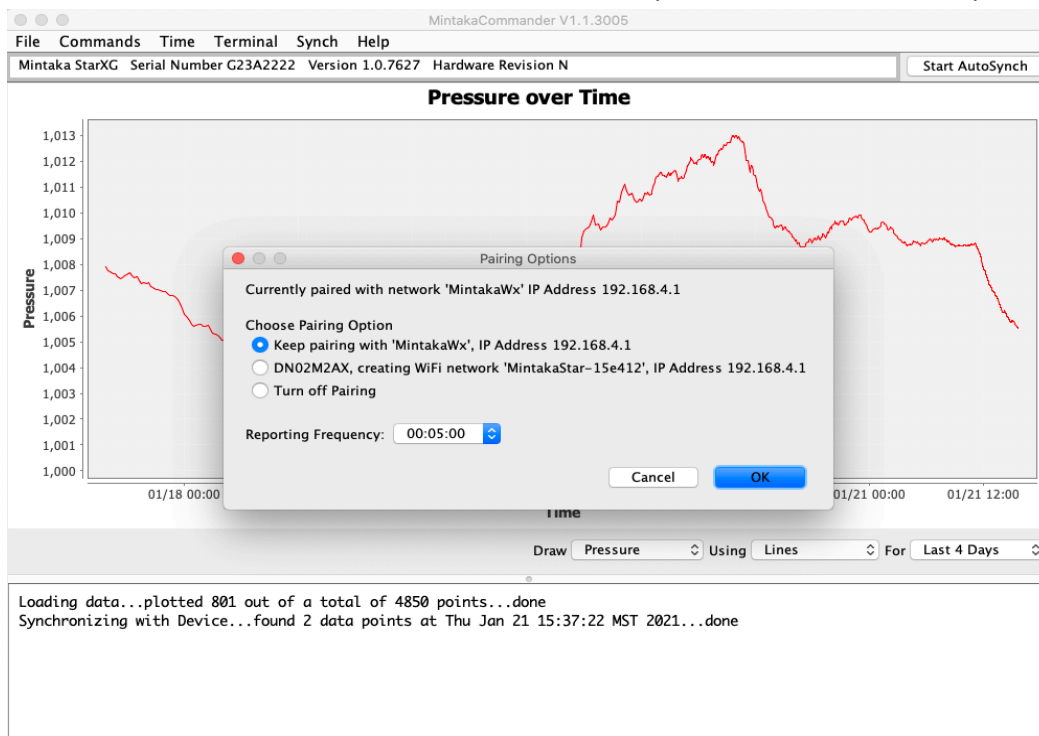 MintakaCommander V1.1.3005
File Commands Time Terminal Synch Help
Mintaka StarXG Serial Number G23A2222 Version 1.0.7627 Hardware Revision N
Start AutoSynch
Pressure over Time
1,013
1,012
1,011
1,010
1,009
1,008
1,007
1,006
1,005
1,004
1,003
1,002
1,001
1,000
Pressure
Pairing Options
Currently paired with network 'MintakaWx' IP Address 192.168.4.1
Choose Pairing Option
Keep pairing with 'MintakaWx', IP Address 192.168.4.1
DN02M2AX, creating WiFi network 'MintakaStar-15e412', IP Address 192.168.4.1
Turn off Pairing
Reporting Frequency: 00:05:00
Cancel OK
01/18 00:00 01/21 00:00 01/21 12:00
Time
Draw Pressure Using Lines For Last 4 Days
Loading data...plotted 801 out of a total of 4850 points...done
Synchronizing with Device...found 2 data points at Thu Jan 21 15:37:22 MST 2021...done